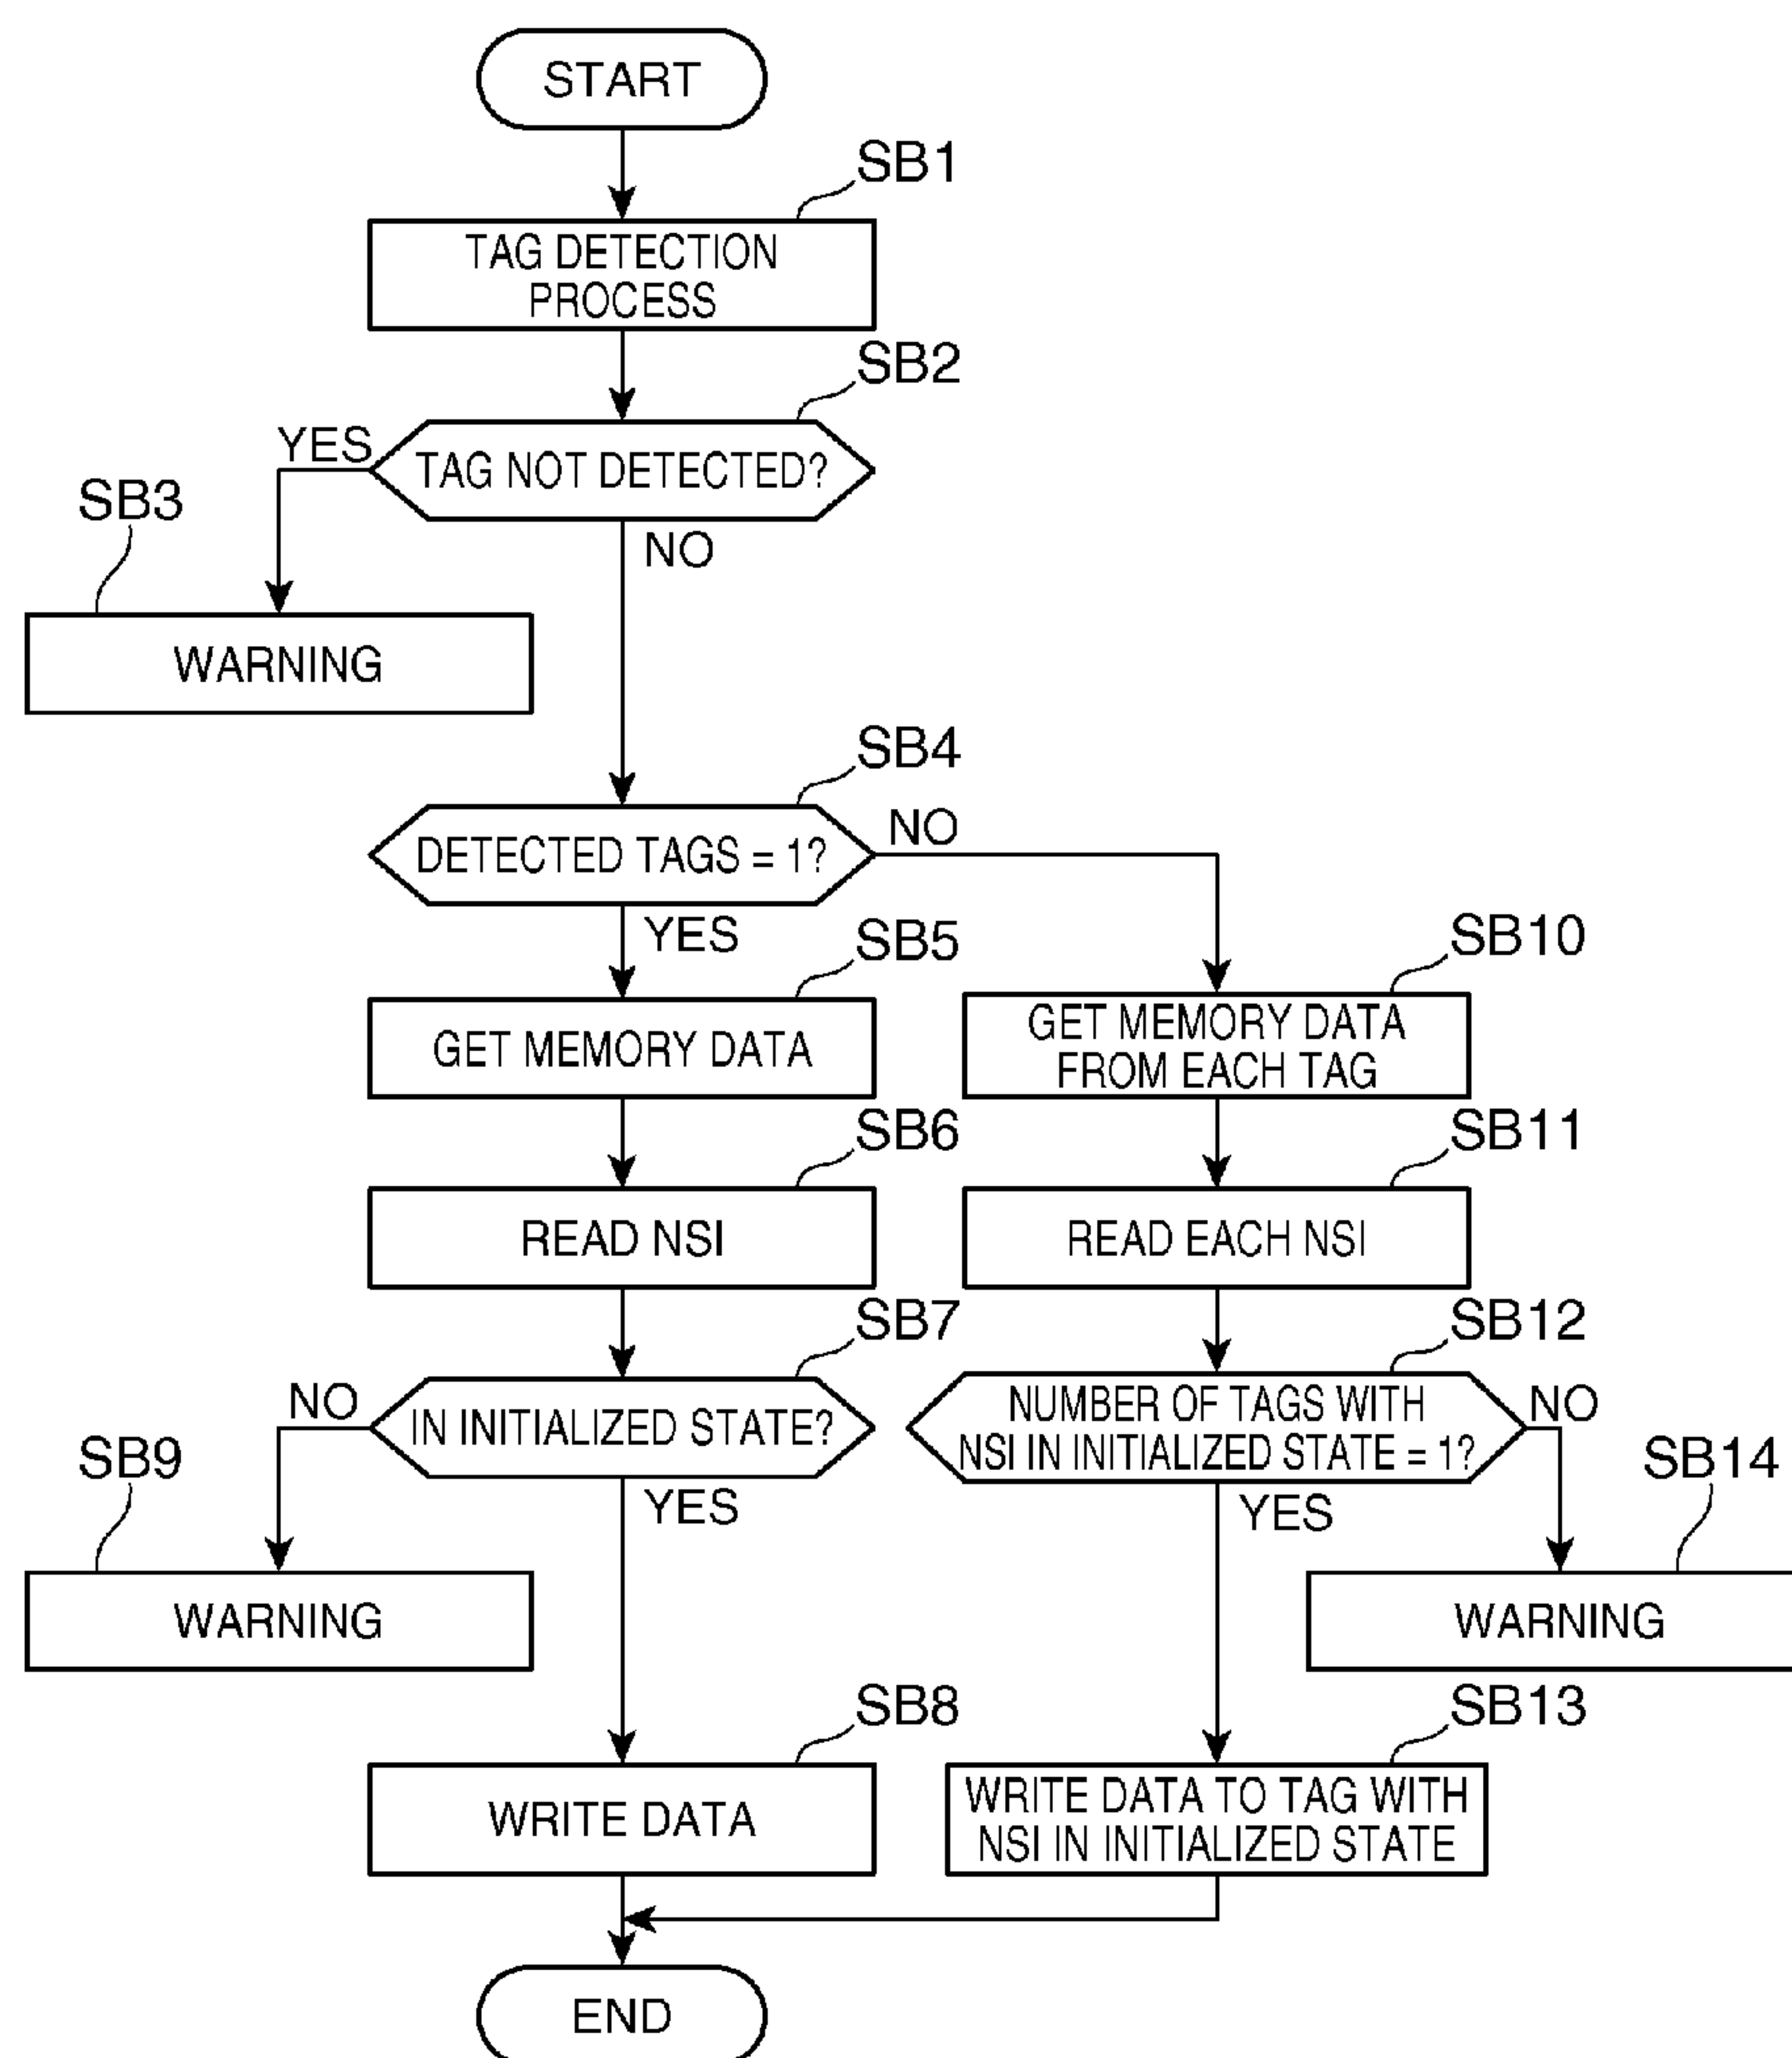 START
SB1
TAG DETECTION
PROCESS
SB2
YES
TAG NOT DETECTED?
SB3
NO
WARNING
SB4
DETECTED TAGS = 1?
NO
YES
SB5
SB10
GET MEMORY DATA
GET MEMORY DATA
FROM EACH TAG
SB6
SB11
READ NSI
READ EACH NSI
SB7
SB12
NO
IN INITIALIZED STATE?
NUMBER OF TAGS WITH
NSI IN INITIALIZED STATE = 1?
NO
SB9
YES
YES
SB14
WARNING
WARNING
SB8
SB13
WRITE DATA
WRITE DATA TO TAG WITH
NSI IN INITIALIZED STATE
END